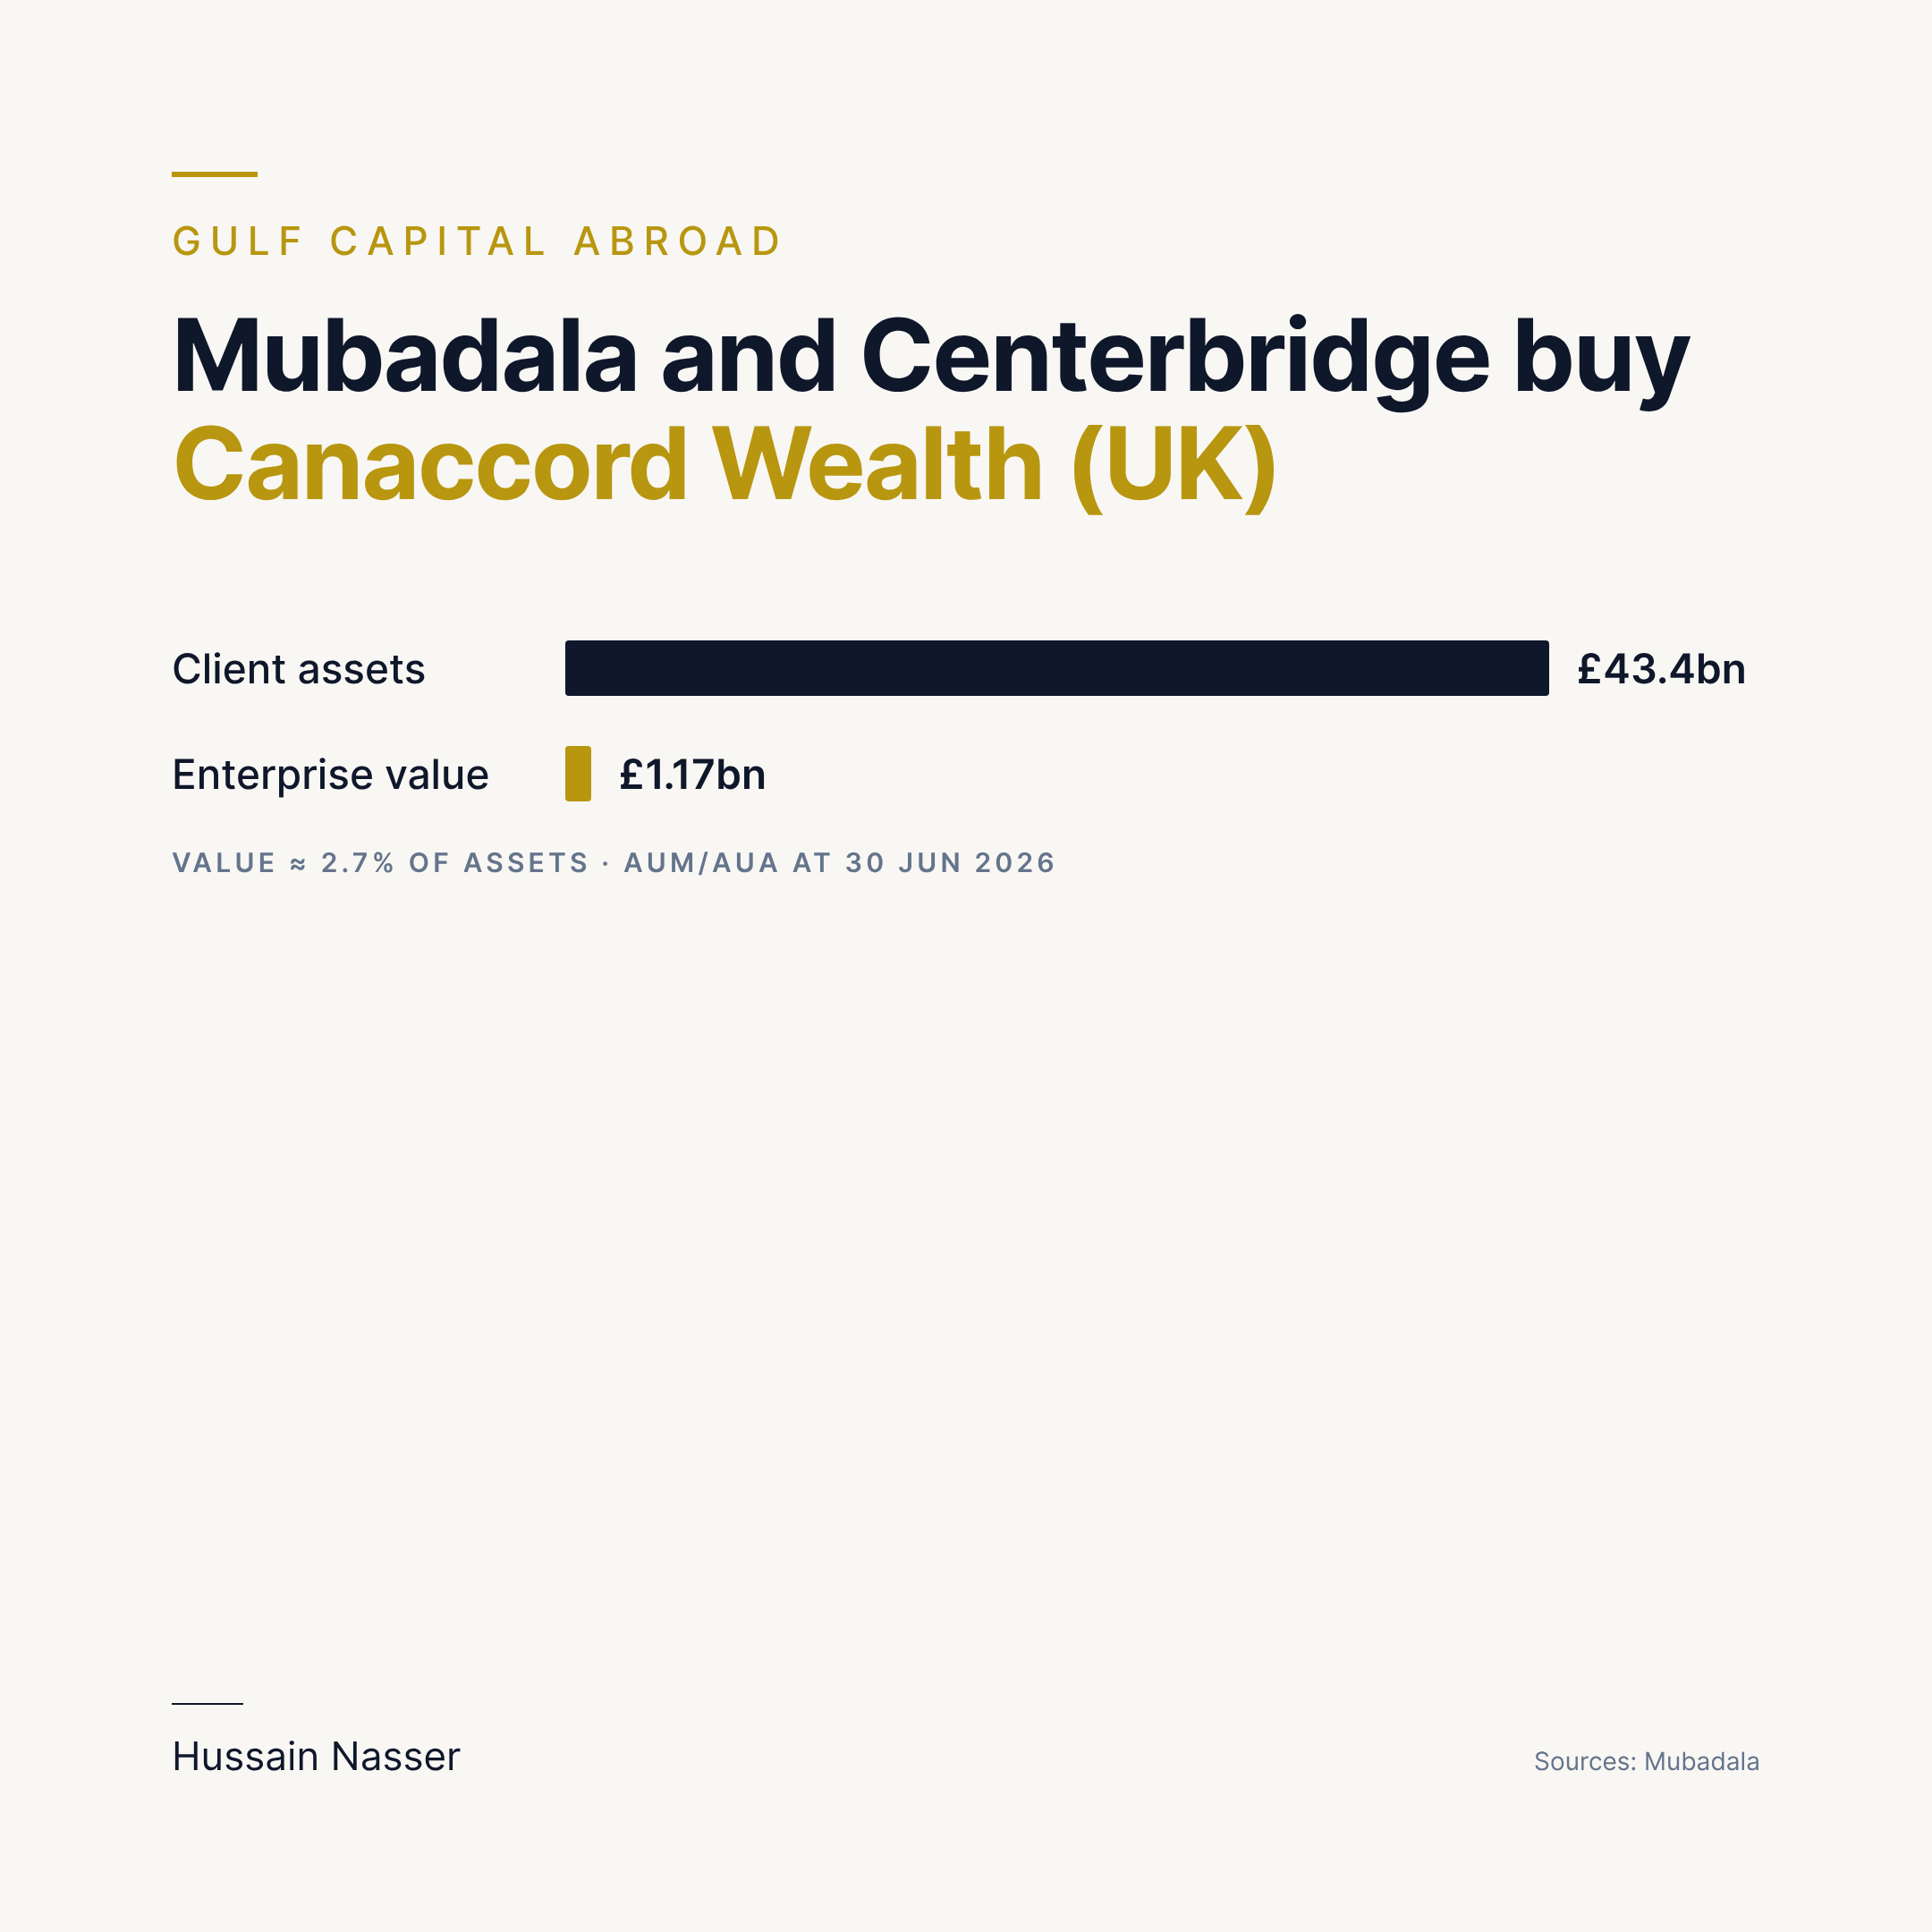 GULF CAPITAL ABROAD
Mubadala and Centerbridge buy
Canaccord Wealth (UK)
Client assets £43.4bn
Enterprise value £1.17bn
VALUE ≈ 2.7% OF ASSETS · AUM/AUA AT 30 JUN 2026
Hussain Nasser
Sources: Mubadala